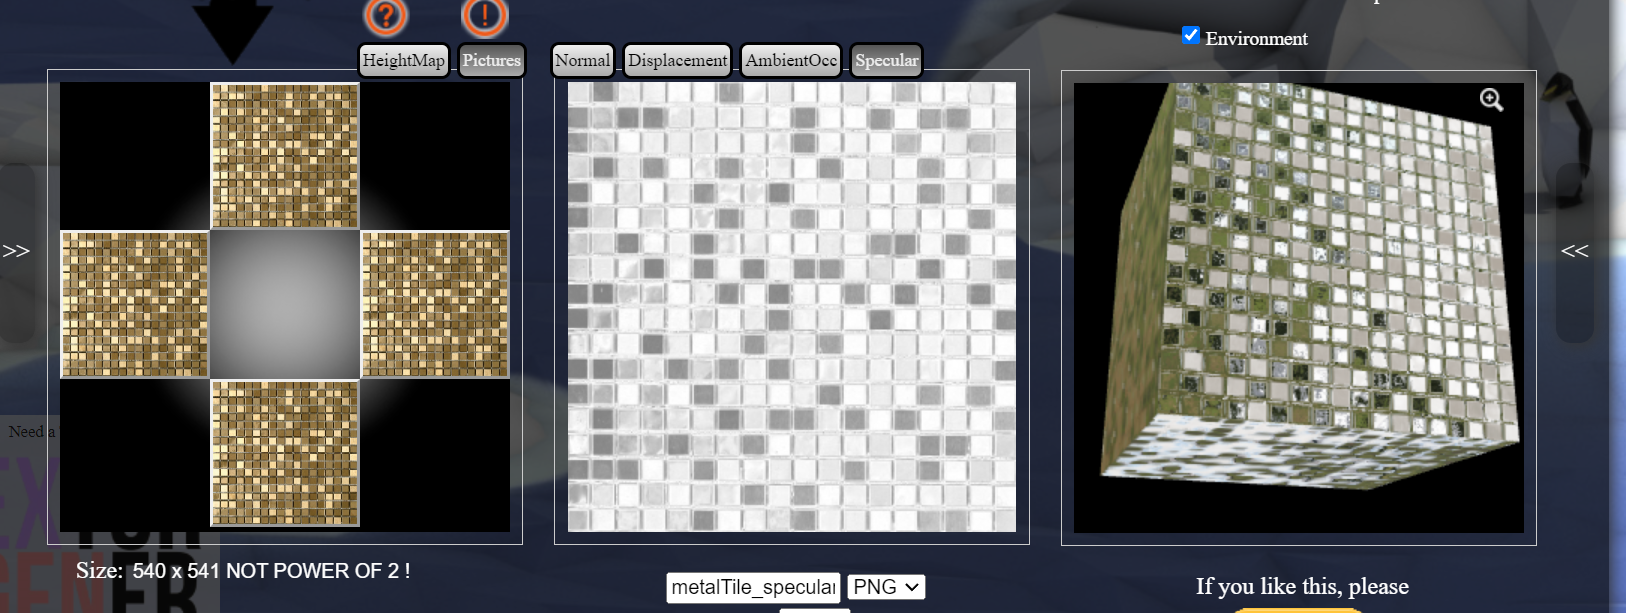 ? !
HeightMap Pictures Normal Displacement AmbientOcc Specular
Environment
>> <<
Need a
Size: 540 x 541 NOT POWER OF 2 !
metalTile_specular PNG
If you like this, please